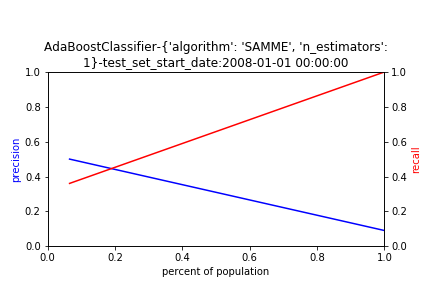 AdaBoostClassifier-{'algorithm': 'SAMME', 'n_estimators':
1}-test_set_start_date:2008-01-01 00:00:00
1.0
0.8
0.6
0.4
0.2
0.0
precision
1.0
0.8
0.6
0.4
0.2
0.0
recall
0.0 0.2 0.4 0.6 0.8 1.0
percent of population